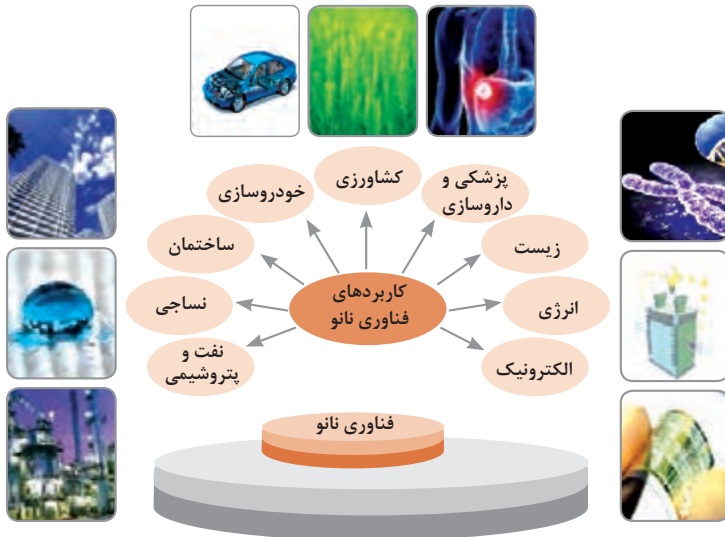 کشاورزی
پزشکی و
داروسازی
خودروسازی
زیست
ساختمان
کاربردهای
فناوری نانو
انرژی
نساجی
الکترونیک
نفت و
پتروشیمی
فناوری نانو